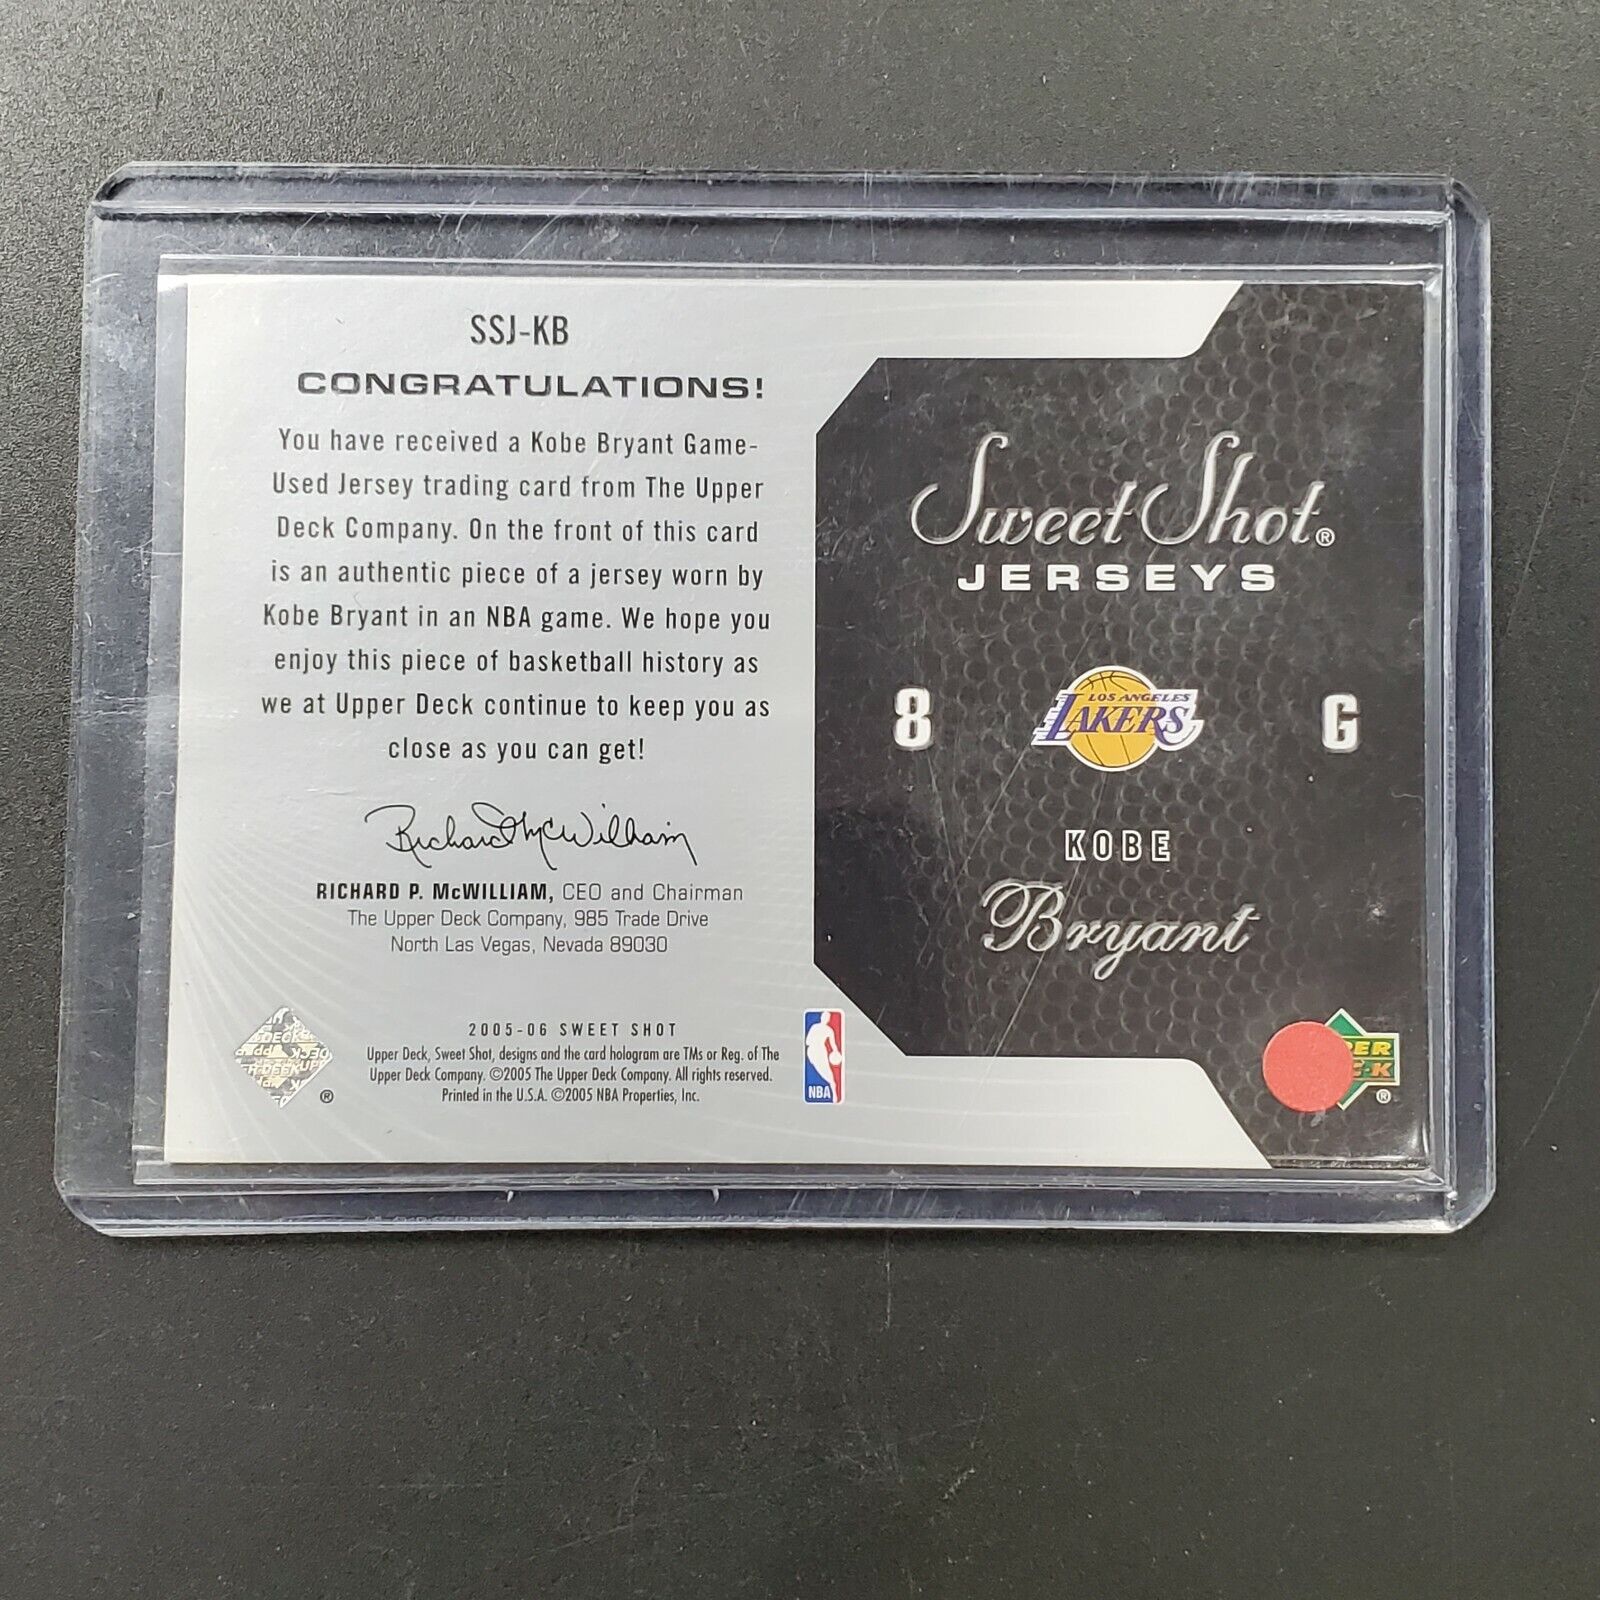 SSJ-KB
CONGRATULATIONS!
You have received a Kobe Bryant Game-
Used Jersey trading card from The Upper
Deck Company. On the front of this card
is an authentic piece of a jersey worn by
Kobe Bryant in an NBA game. We hope you
enjoy this piece of basketball history as
we at Upper Deck continue to keep you as
close as you can get!
Richard McWilliam
RICHARD P. McWILLIAM, CEO and Chairman
The Upper Deck Company, 985 Trade Drive
North Las Vegas, Nevada 89030
2005-06 SWEET SHOT
Upper Deck, Sweet Shot, designs and the card hologram are TMs or Reg. of The
Upper Deck Company. ©2005 The Upper Deck Company. All rights reserved.
Printed in the U.S.A. ©2005 NBA Properties, Inc.
®
NBA
Sweet Shot®
JERSEYS
8
LOS ANGELES
LAKERS
G
KOBE
Bryant
®